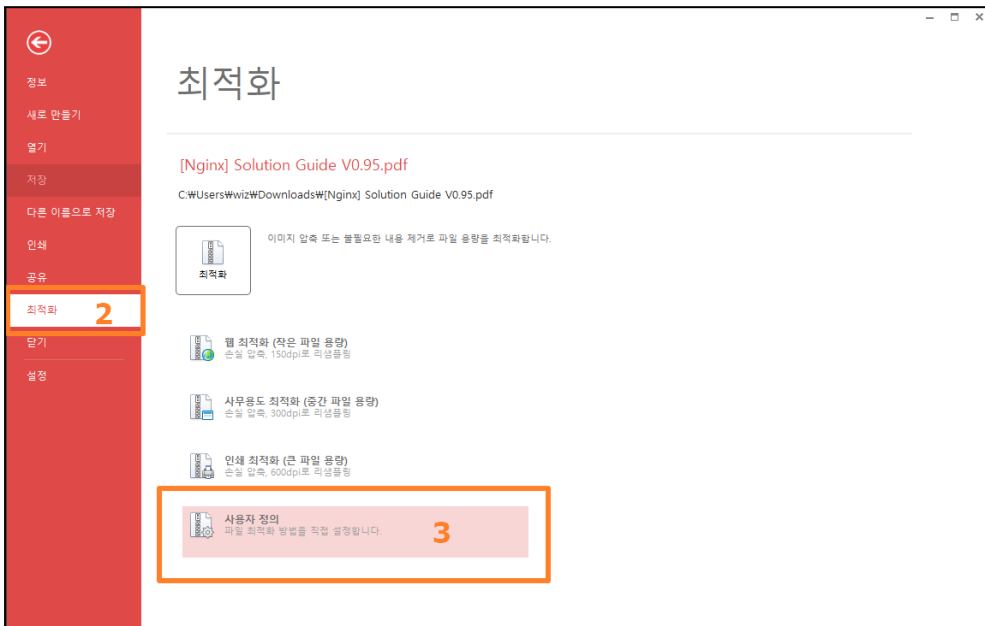 정보
새로 만들기
열기
저장
다른 이름으로 저장
인쇄
공유
최적화
2
닫기
설정
최적화
[Nginx] Solution Guide V0.95.pdf
C:₩Users₩wiz₩Downloads₩[Nginx] Solution Guide V0.95.pdf
최적화
이미지 압축 또는 불필요한 내용 제거로 파일 용량을 최적화합니다.
웹 최적화 (작은 파일 용량)
손실 압축, 150dpi로 리샘플링
사무용도 최적화 (중간 파일 용량)
손실 압축, 300dpi로 리샘플링
인쇄 최적화 (큰 파일 용량)
손실 압축, 600dpi로 리샘플링
사용자 정의
파일 최적화 방법을 직접 설정합니다.
3